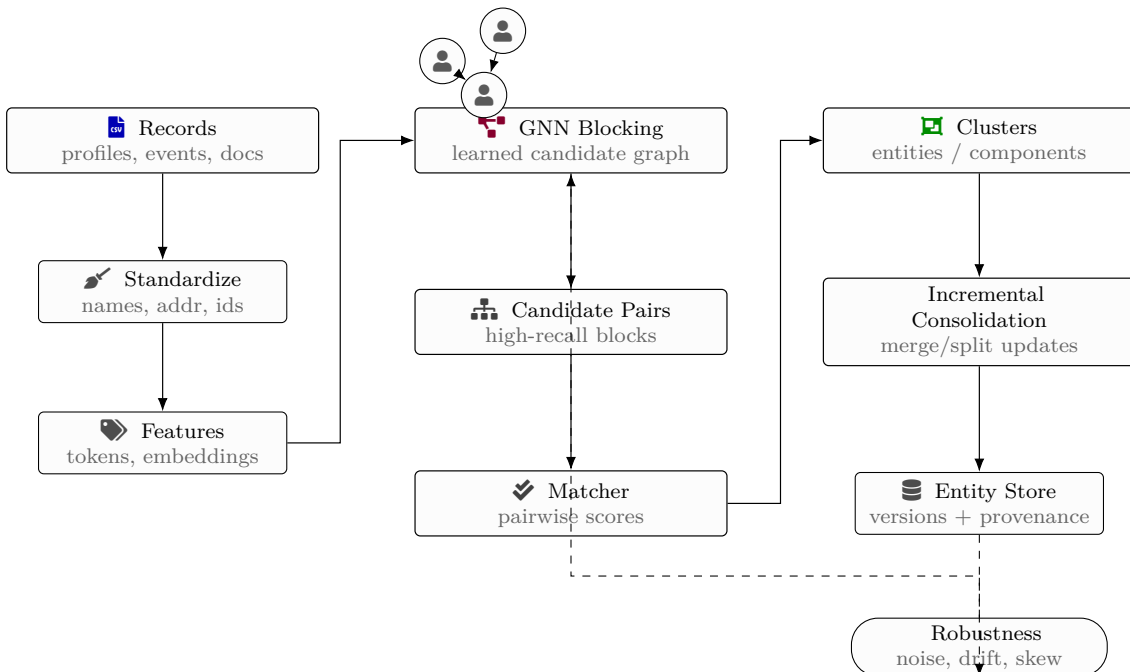 Records
profiles, events, docs
Standardize
names, addr, ids
Features
tokens, embeddings
GNN Blocking
learned candidate graph
Candidate Pairs
high-recall blocks
Matcher
pairwise scores
Clusters
entities / components
Incremental
Consolidation
merge/split updates
Entity Store
versions + provenance
Robustness
noise, drift, skew
CSV